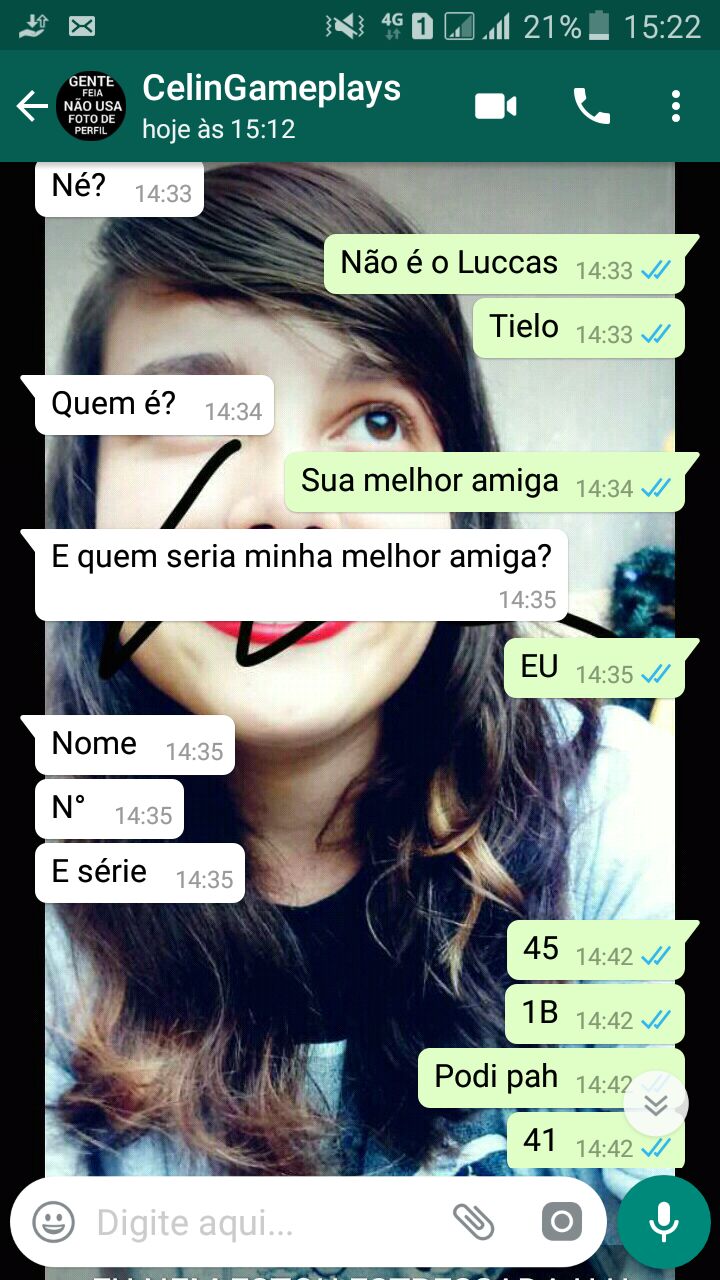 4G 1 21% 15:22
GENTE
FEIA
NÃO USA
FOTO DE
PERFIL
CelinGameplays
hoje às 15:12
Né? 14:33
Não é o Luccas 14:33
Tielo 14:33
Quem é? 14:34
Sua melhor amiga 14:34
E quem seria minha melhor amiga?
14:35
EU 14:35
Nome 14:35
N° 14:35
E série 14:35
45 14:42
1B 14:42
Podi pah 14:42
41 14:42
Digite aqui...